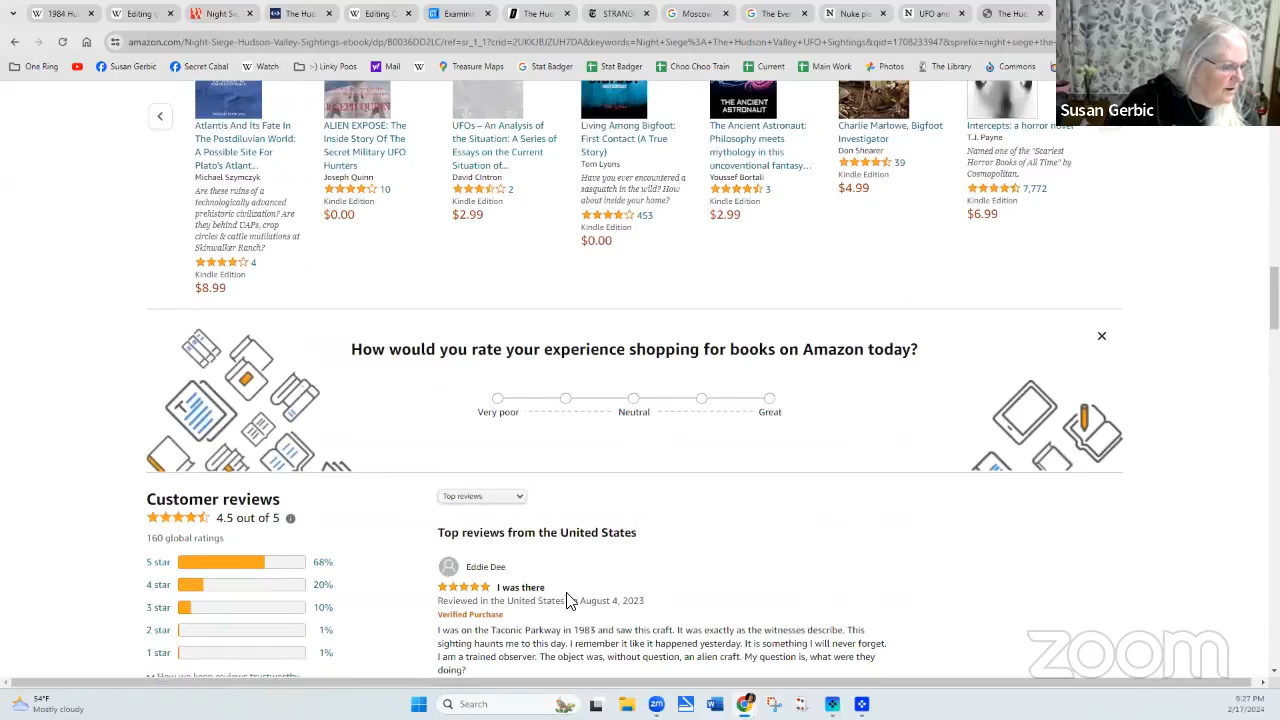 1984 Hud
Editing
Night Se
The Hud
Editing C
Examine
The Hud
STRANG
Moscow
The Ever
Nuke pl
UFO and
The Hud
amazon.com/Night-Siege-Hudson-Valley-Sightings-ebook/dp/B0036DD2LC/ref=sr_1_1?crid=2UKKJBJZUH7DA&keywords=Night+Siege%3A+The+Hudson+Valley+UFO+Sightings&qid=1708233947&sprefix=night+siege+the
One Ring
Susan Gerbic
Secret Cabal
Watch
:-) Linky Poo
Mail
Treasure Maps
Stat Badger
Stat Badger
Choo Choo Train
Current
Main Work
Photos
The Library
Commons
Susan Gerbic
THE ANCIENT
ASTRONAUT
Atlantis And Its Fate In
The Postdiluvian World:
A Possible Site For
Plato's Atlant...
Michael Szymczyk
Are these ruins of a
technologically advanced
prehistoric civilization? Are
they behind UAPs, crop
circles & cattle mutilations at
Skinwalker Ranch?
4
Kindle Edition
$8.99
ALIEN EXPOSE: The
Inside Story Of The
Secret Military UFO
Hunters
Joseph Quinn
10
Kindle Edition
$0.00
UFOs – An Analysis of
the Situation: A Series of
Essays on the Current
Situation of...
David CIntron
2
Kindle Edition
$2.99
Living Among Bigfoot:
First Contact (A True
Story)
Tom Lyons
Have you ever encountered a
sasquatch in the wild? How
about inside your home?
453
Kindle Edition
$0.00
The Ancient Astronaut:
Philosophy meets
mythology in this
unconventional fantasy...
Youssef Bortali
3
Kindle Edition
$2.99
Charlie Marlowe, Bigfoot
Investigator
Don Shearer
39
Kindle Edition
$4.99
Intercepts: a horror novel
T.J. Payne
Named one of the "Scariest
Horror Books of All Time" by
Cosmopolitan.
7,772
Kindle Edition
$6.99
How would you rate your experience shopping for books on Amazon today?
Very poor
Neutral
Great
Customer reviews
4.5 out of 5
160 global ratings
5 star 68%
4 star 20%
3 star 10%
2 star 1%
1 star 1%
Top reviews
Top reviews from the United States
Eddie Dee
I was there
Reviewed in the United States August 4, 2023
Verified Purchase
I was on the Taconic Parkway in 1983 and saw this craft. It was exactly as the witnesses describe. This
sighting haunts me to this day. I remember it like it happened yesterday. It is something I will never forget.
I am a trained observer. The object was, without question, an alien craft. My question is, what were they
doing?
zoom
54°F
Mostly cloudy
Search
9:27 PM
2/17/2024